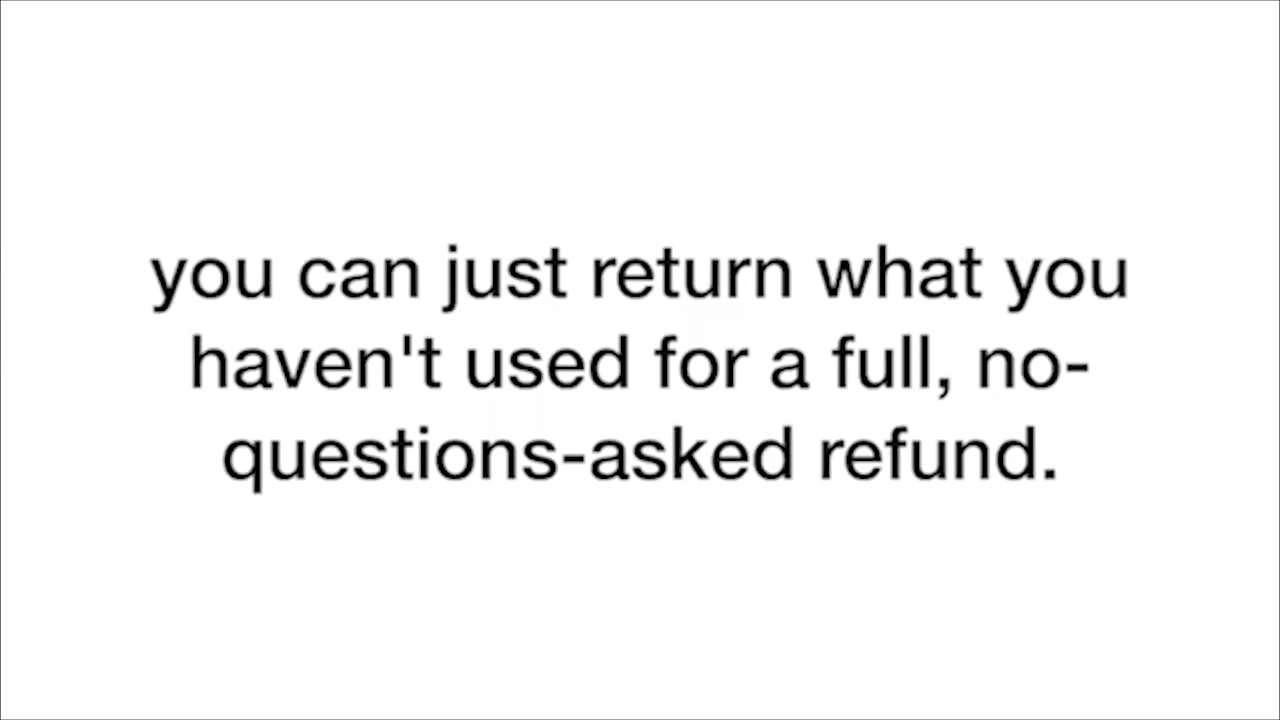 you can just return what you
haven't used for a full, no-
questions-asked refund.